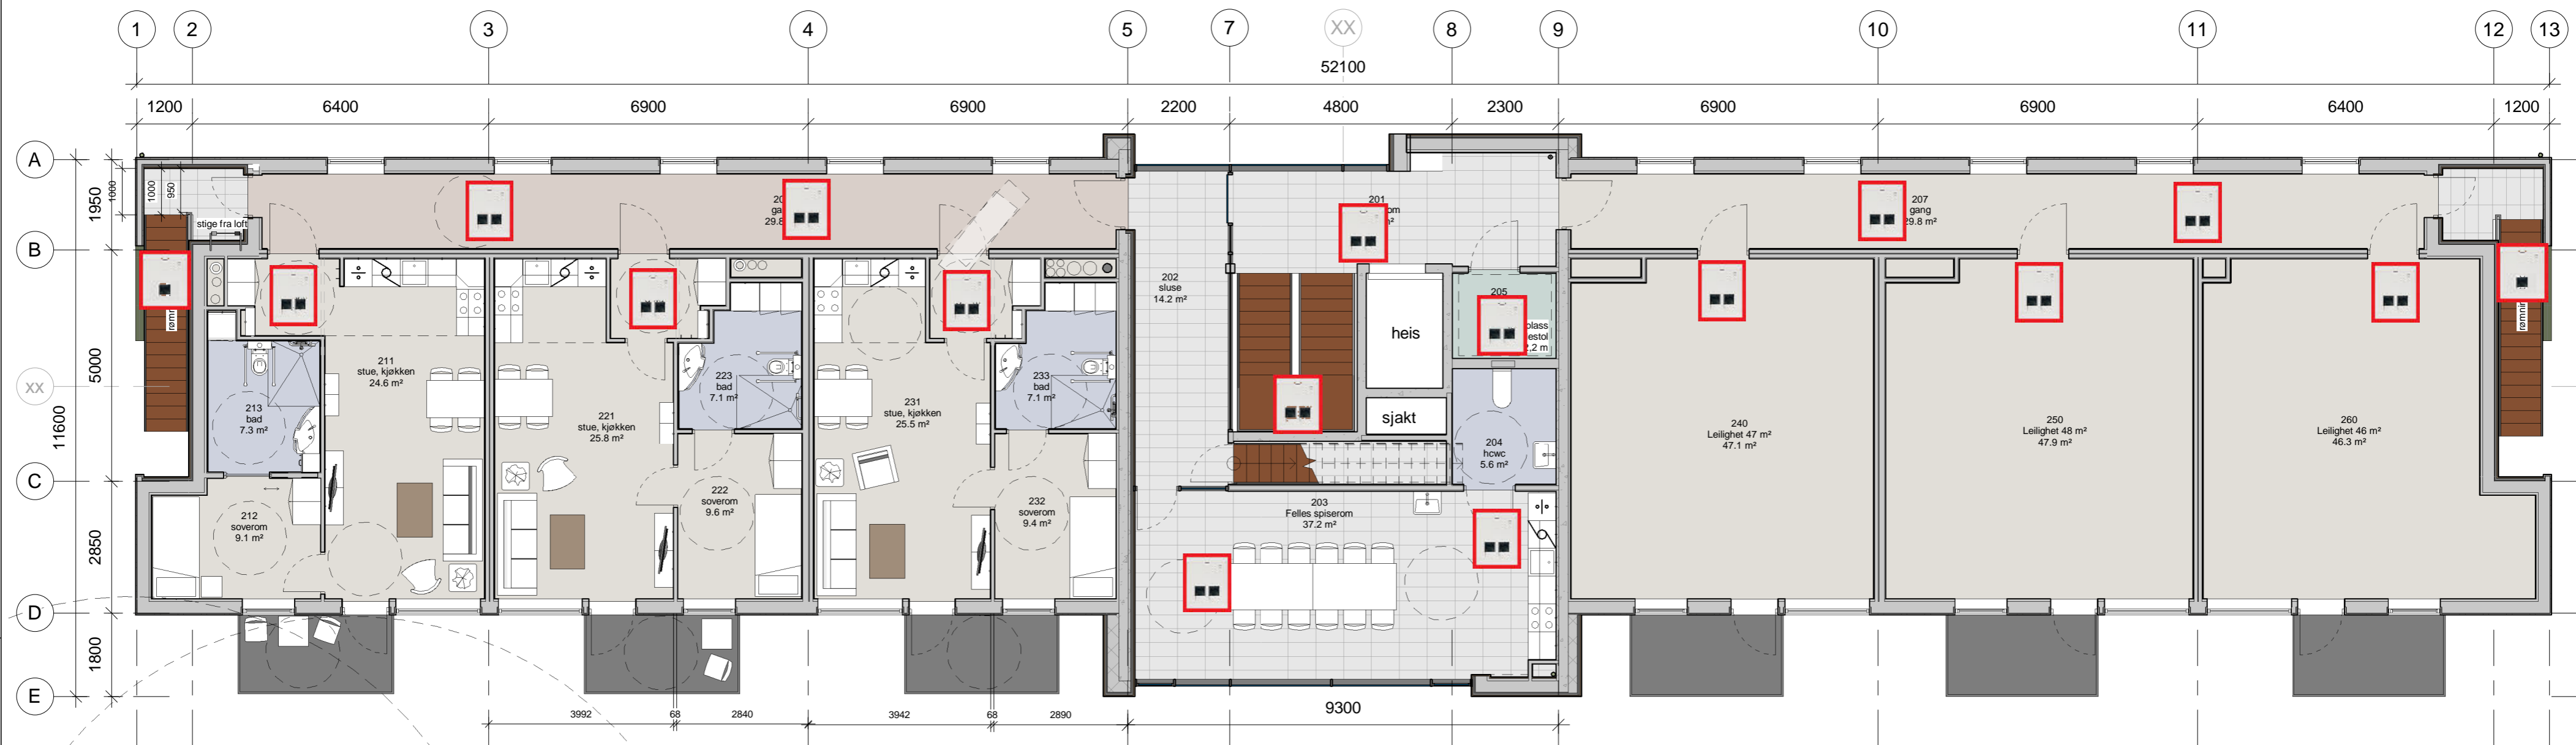 1 2 3 4 5 7 XX 8 9 10 11 12 13
52100
1200 6400 6900 6900 2200 4800 2300 6900 6900 6400 1200
A
B
XX
C
D
E
1950
5000
2850
1800
11600
1000
1000
950
stige fra loft
29.8
201
207
gang
29.8 m²
202
sluse
14.2 m²
205
heis
sjakt
204
hcwc
5.6 m²
203
Felles spiserom
37.2 m²
211
stue, kjøkken
24.6 m²
213
bad
7.3 m²
212
soverom
9.1 m²
221
stue, kjøkken
25.8 m²
223
bad
7.1 m²
222
soverom
9.6 m²
231
stue, kjøkken
25.5 m²
233
bad
7.1 m²
232
soverom
9.4 m²
240
Leilighet 47 m²
47.1 m²
250
Leilighet 48 m²
47.9 m²
260
Leilighet 46 m²
46.3 m²
3992 68 2840 3942 68 2890
9300